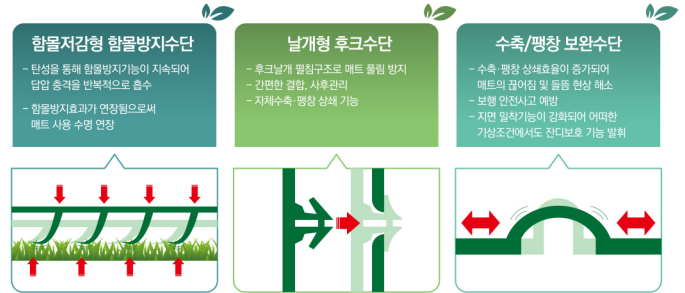 함몰저감형 함몰방지수단
- 탄성을 통해 함몰방지기능이 지속되어
답압 충격을 반복적으로 흡수
- 함몰방지효과가 연장됨으로써
매트 사용 수명 연장
날개형 후크수단
- 후크날개 펼침구조로 매트 풀림 방지
- 간편한 결합, 사후관리
- 자체수축·팽창 상쇄 기능
수축/팽창 보완수단
- 수축·팽창 상쇄효율이 증가되어
매트의 끊어짐 및 들뜸 현상 해소
- 보행 안전사고 예방
- 지면 밀착기능이 강화되어 어떠한
기상조건에서도 잔디보호 기능 발휘